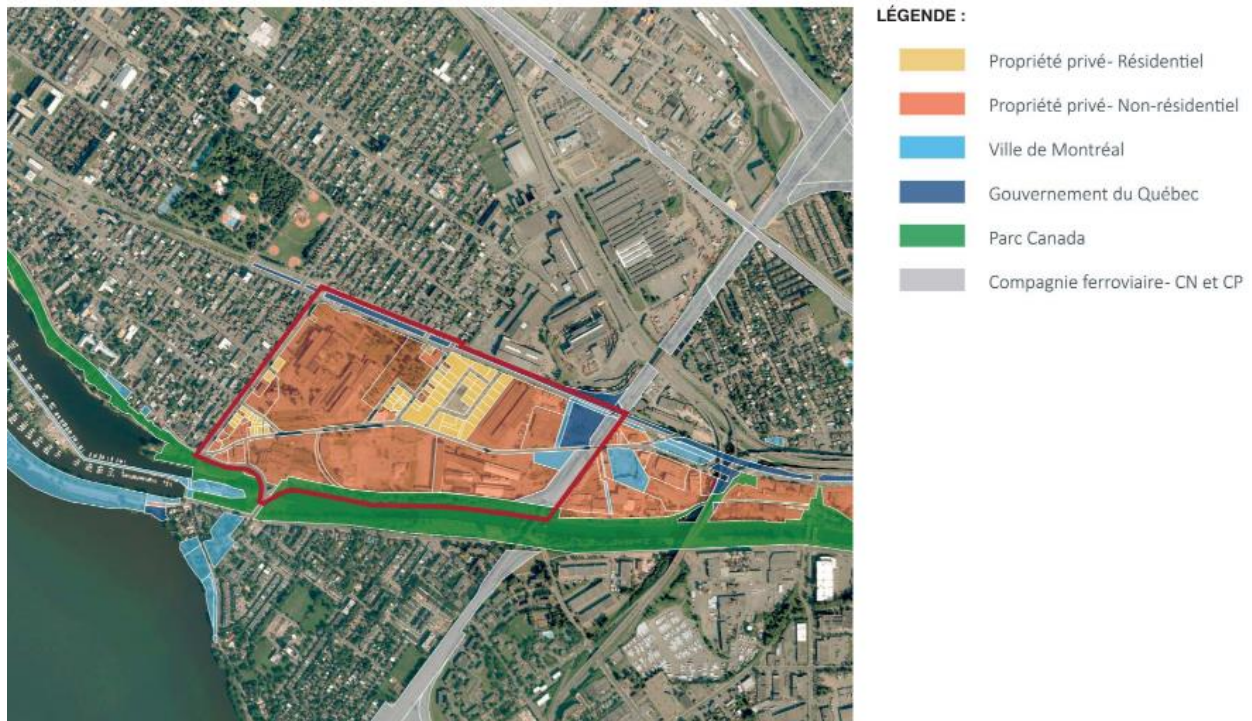 LÉGENDE :
Propriété privé- Résidentiel
Propriété privé- Non-résidentiel
Ville de Montréal
Gouvernement du Québec
Parc Canada
Compagnie ferroviaire- CN et CP